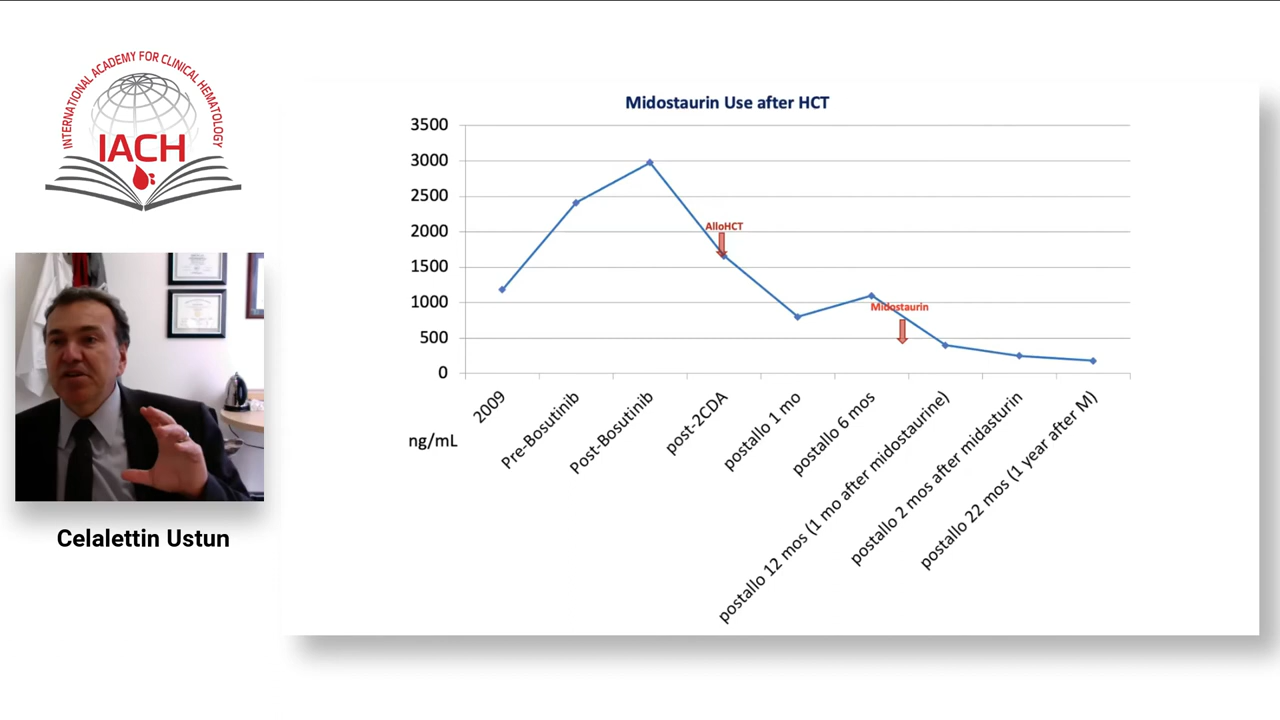 INTERNATIONAL ACADEMY FOR CLINICAL HEMATOLOGY
IACH
Celalettin Ustun
Midostaurin Use after HCT
3500
3000
2500
2000
1500
1000
500
0
AlloHCT
Midostaurin
ng/mL
2009
Pre-Bosutinib
Post-Bosutinib
post-2CDA
postallo 1 mo
postallo 6 mos
postallo 12 mos (1 mo after midostaurine)
postallo 2 mos after midasturin
postallo 22 mos (1 year after M)